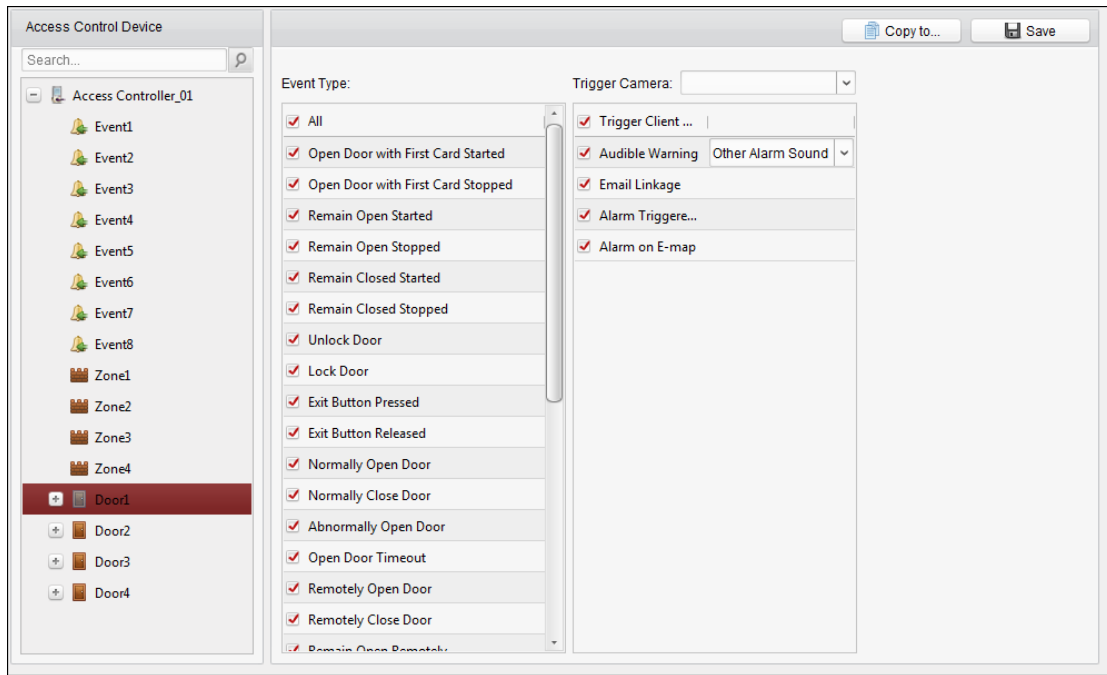 Access Control Device
Copy to...
Save
Search...
Access Controller_01
Event1
Event2
Event3
Event4
Event5
Event6
Event7
Event8
Zone1
Zone2
Zone3
Zone4
Door1
Door2
Door3
Door4
Event Type:
All
Open Door with First Card Started
Open Door with First Card Stopped
Remain Open Started
Remain Open Stopped
Remain Closed Started
Remain Closed Stopped
Unlock Door
Lock Door
Exit Button Pressed
Exit Button Released
Normally Open Door
Normally Close Door
Abnormally Open Door
Open Door Timeout
Remotely Open Door
Remotely Close Door
Remain Open Remotely
Trigger Camera:
Trigger Client ...
Audible Warning Other Alarm Sound
Email Linkage
Alarm Triggere...
Alarm on E-map